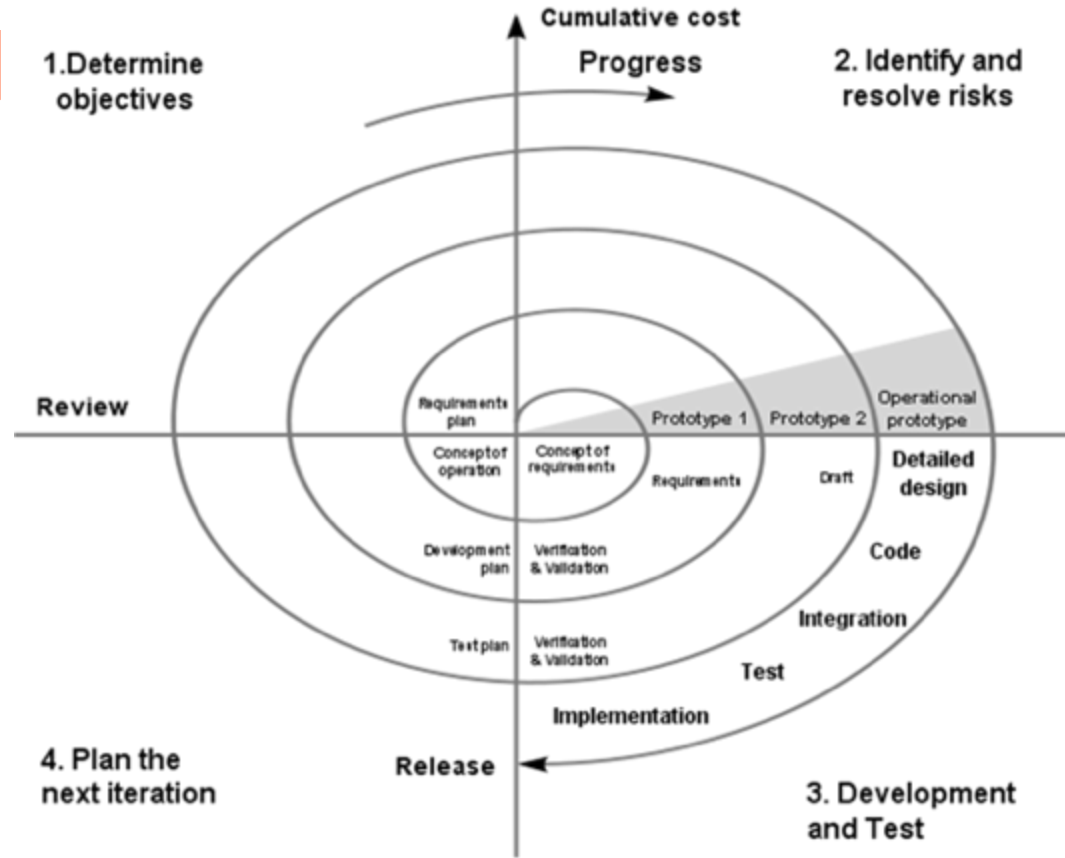 Cumulative cost
Progress
1.Determine
objectives
2. Identify and
resolve risks
Review
Requirements
plan
Prototype 1
Prototype 2
Operational
prototype
Concept of
operation
Concept of
requirements
Requirements
Draft
Detailed
design
Development
plan
Verification
& Validation
Code
Test plan
Verification
& Validation
Integration
Test
Implementation
Release
4. Plan the
next iteration
3. Development
and Test